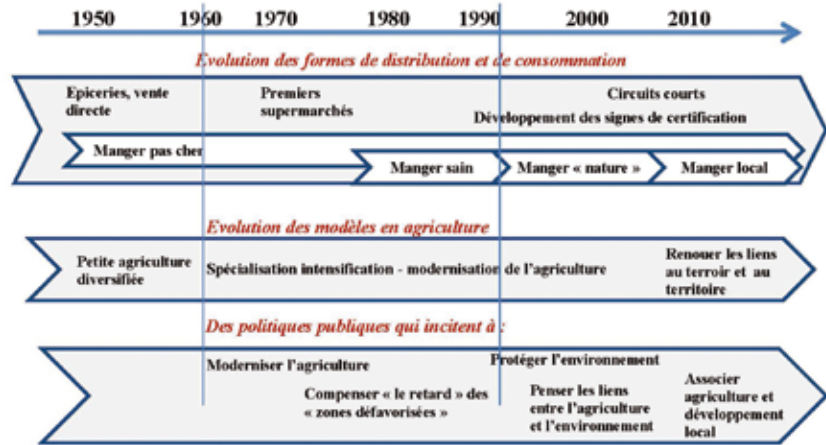 1950 1960 1970 1980 1990 2000 2010
Evolution des formes de distribution et de consommation
Epiceries, vente
directe
Premiers
supermarchés
Circuits courts
Développement des signes de certification
Manger pas cher
Manger sain
Manger « nature »
Manger local
Evolution des modèles en agriculture
Petite agriculture
diversifiée
Spécialisation intensification - modernisation de l'agriculture
Renouer les liens
au terroir et au
territoire
Des politiques publiques qui incitent à :
Moderniser l'agriculture
Compenser « le retard » des
« zones défavorisées »
Protéger l'environnement
Penser les liens
entre l'agriculture
et l'environnement
Associer
agriculture et
développement
local